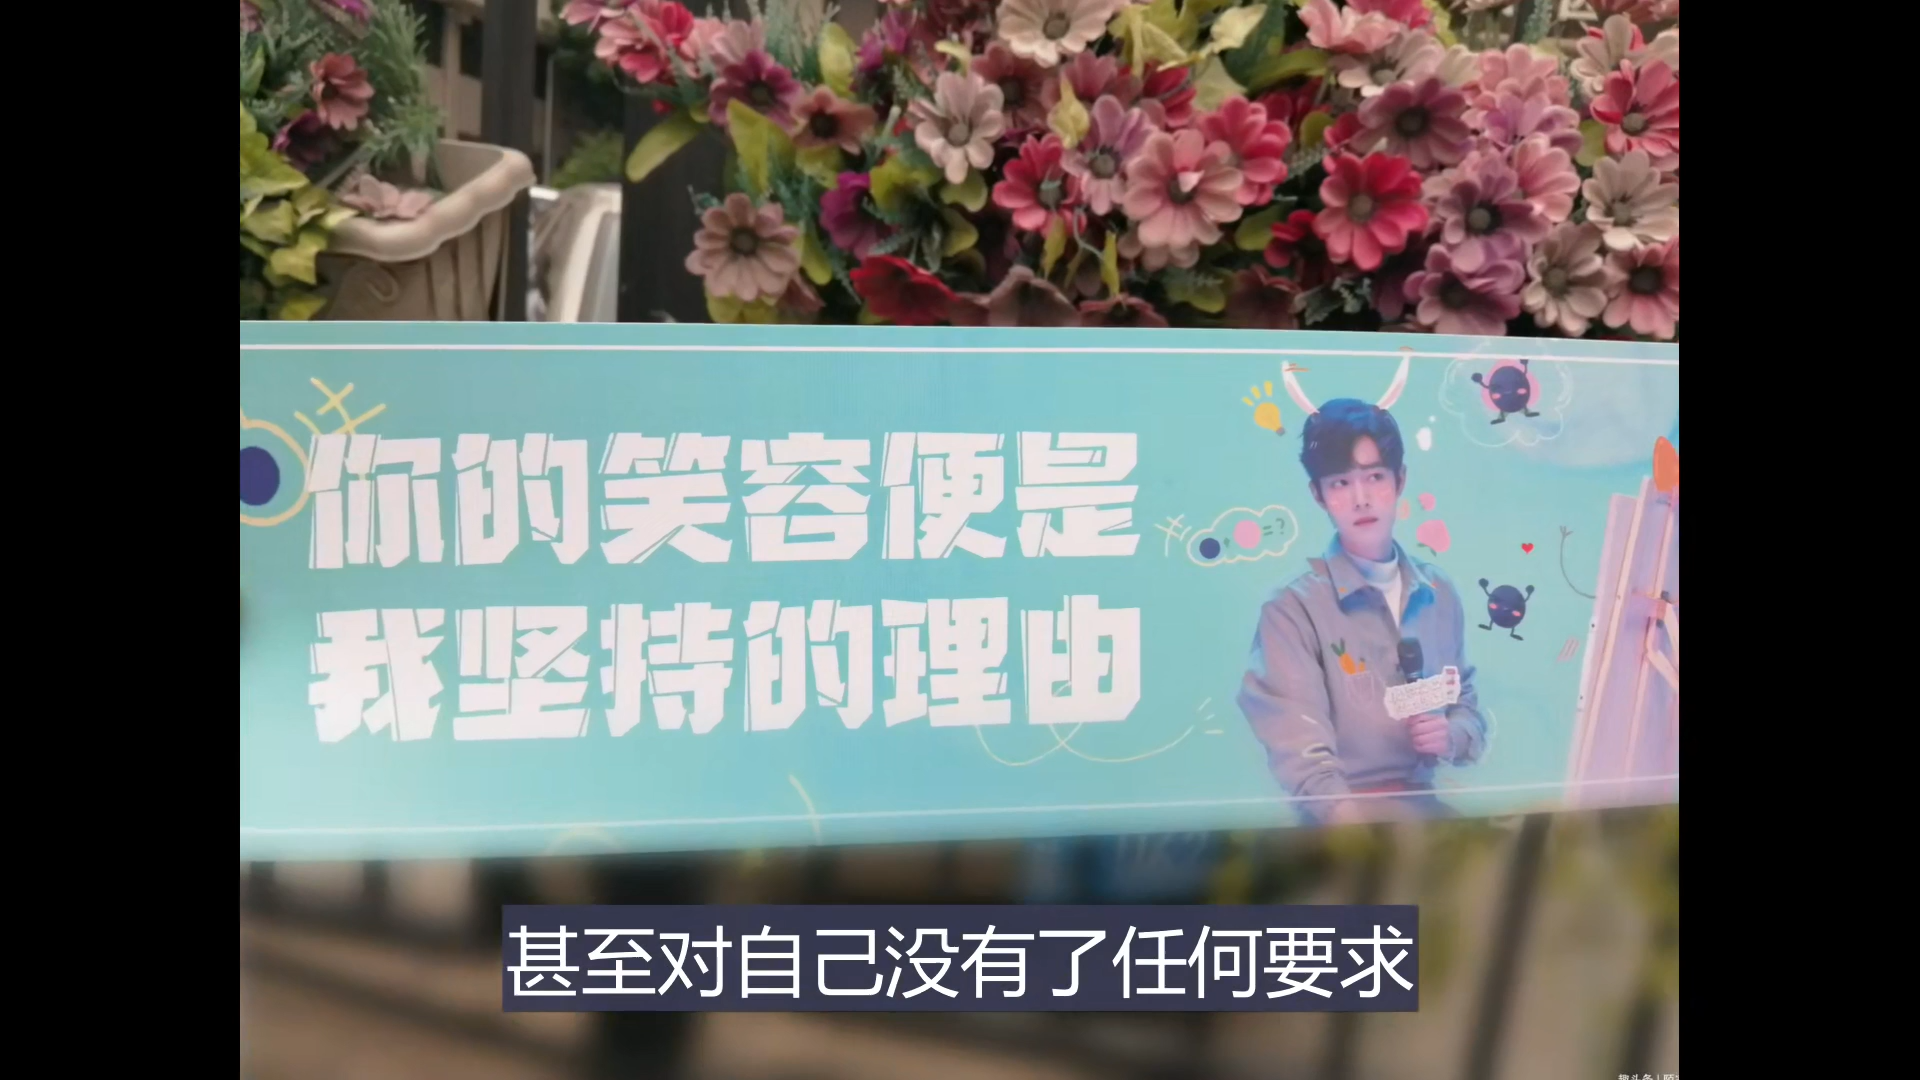 你的笑容便是
我坚持的理由
甚至对自己没有了任何要求